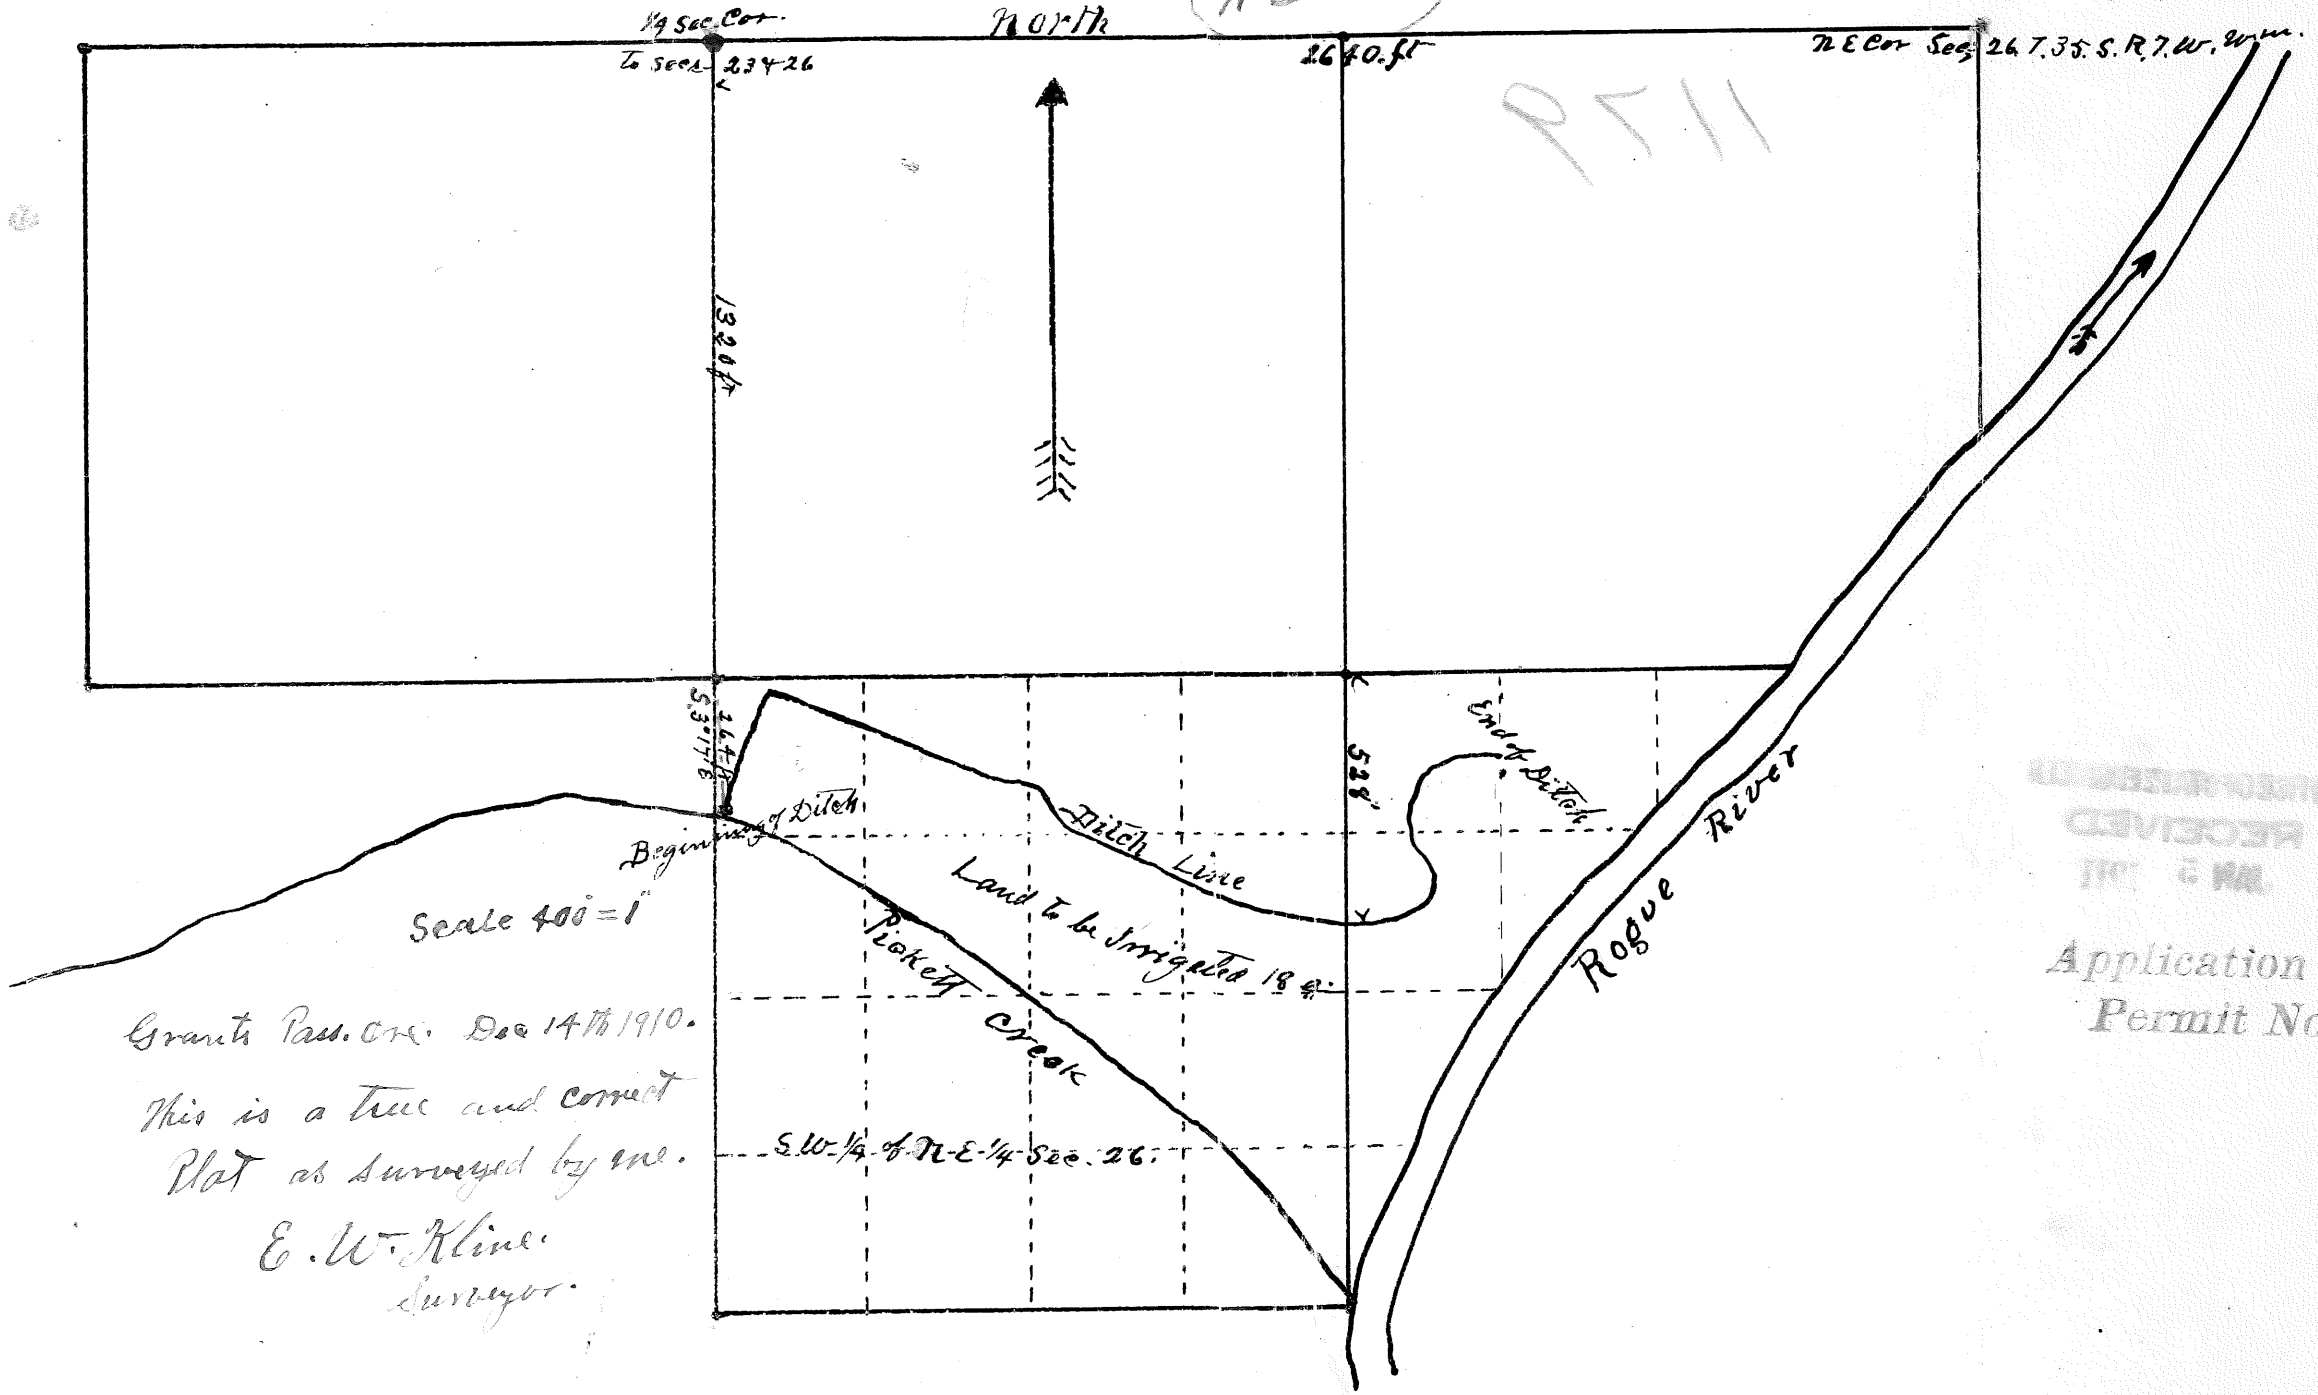 1/4 Sec. Cor.
To Secs 23 & 26
North
2640. ft
N E Cor Sec. 26. T. 35. S. R. 7. W. W. M.
1179
1320 ft
264 ft
S. 3° 17' E
Beginning of Ditch
Ditch Line
528'
End of Ditch
Land to be Irrigated 18 a.
Pickett Creek
Rogue River
S W 1/4 of N E 1/4 Sec. 26.
Scale 400' = 1"
Grants Pass. Ore. Dec 14th 1910.
This is a true and correct
Plat as surveyed by me.
E. W. Kline.
Surveyor.
RECEIVED
Application
Permit No